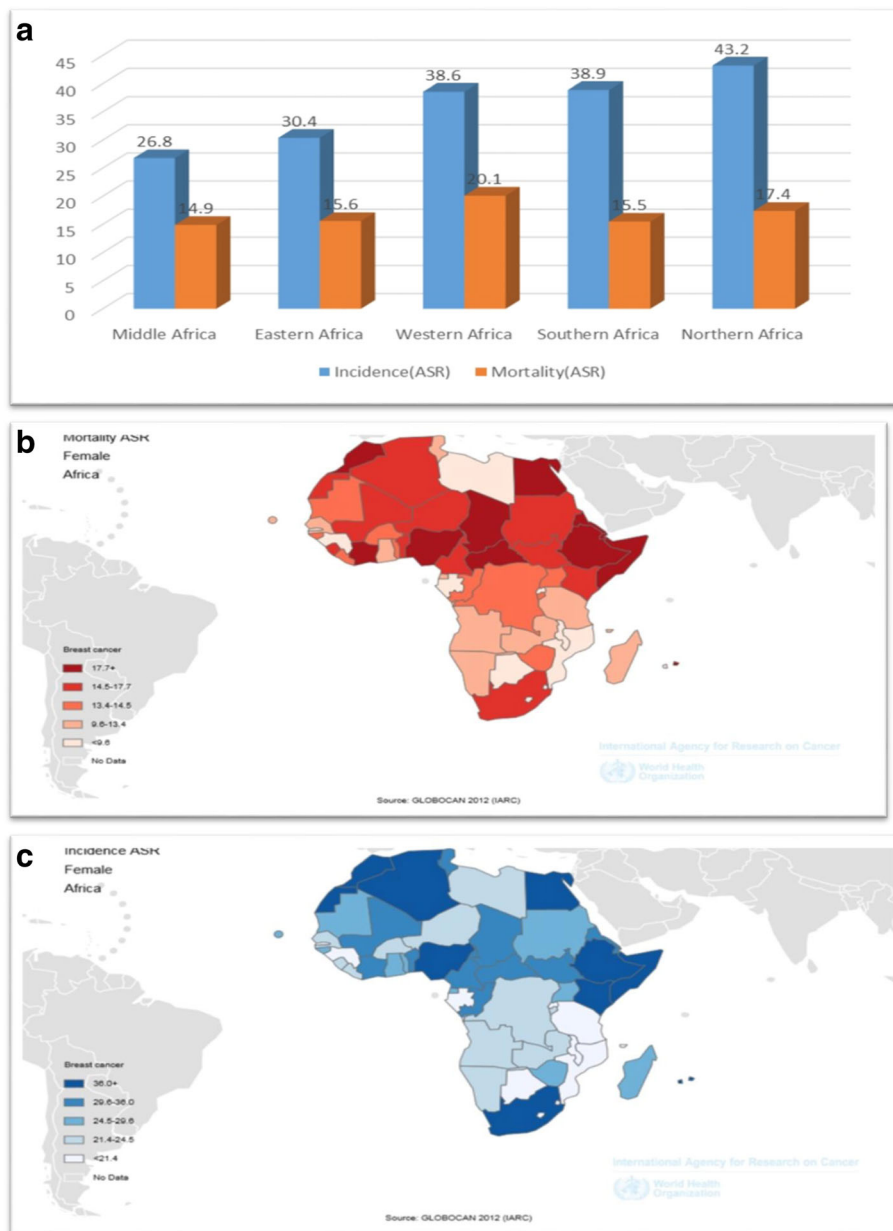 a
45
40
35
30
25
20
15
10
5
0
26.8
14.9
30.4
15.6
38.6
20.1
38.9
15.5
43.2
17.4
Middle Africa
Eastern Africa
Western Africa
Southern Africa
Northern Africa
Incidence(ASR)
Mortality(ASR)
b
Mortality ASR
Female
Africa
Breast cancer
17.7+
14.5-17.7
13.4-14.5
9.6-13.4
<9.6
No Data
International Agency for Research on Cancer
World Health
Organization
Source: GLOBOCAN 2012 (IARC)
c
Incidence ASR
Female
Africa
Breast cancer
36.0+
29.6-36.0
24.5-29.6
21.4-24.5
<21.4
No Data
International Agency for Research on Cancer
World Health
Organization
Source: GLOBOCAN 2012 (IARC)